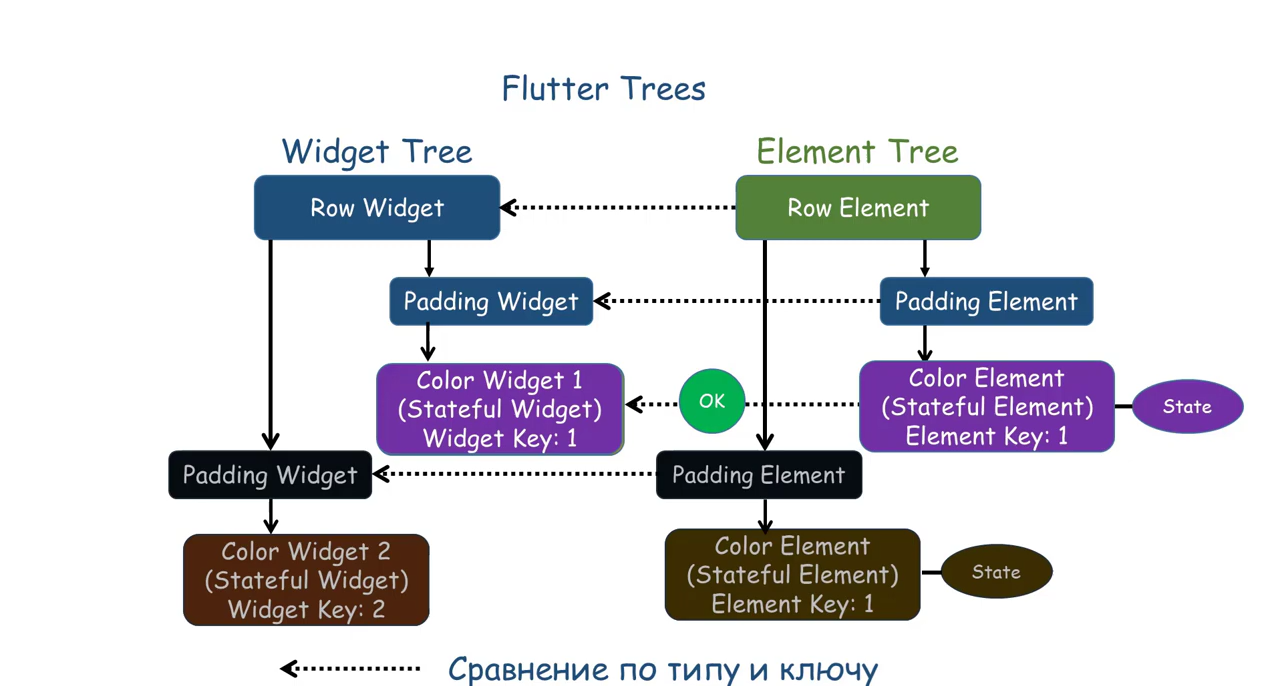 Flutter Trees
Widget Tree
Element Tree
Row Widget
Row Element
Padding Widget
Padding Element
Color Widget 1
(Stateful Widget)
Widget Key: 1
OK
Color Element
(Stateful Element)
Element Key: 1
State
Padding Widget
Padding Element
Color Widget 2
(Stateful Widget)
Widget Key: 2
Color Element
(Stateful Element)
Element Key: 1
State
Сравнение по типу и ключу